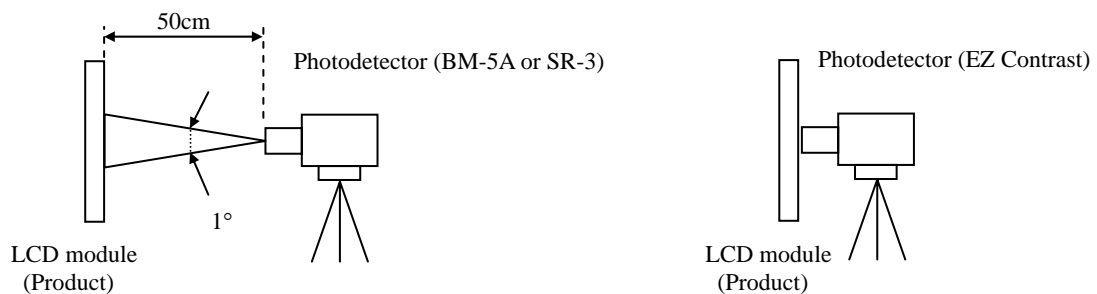 50cm
Photodetector (BM-5A or SR-3)
1°
LCD module
(Product)
Photodetector (EZ Contrast)
LCD module
(Product)